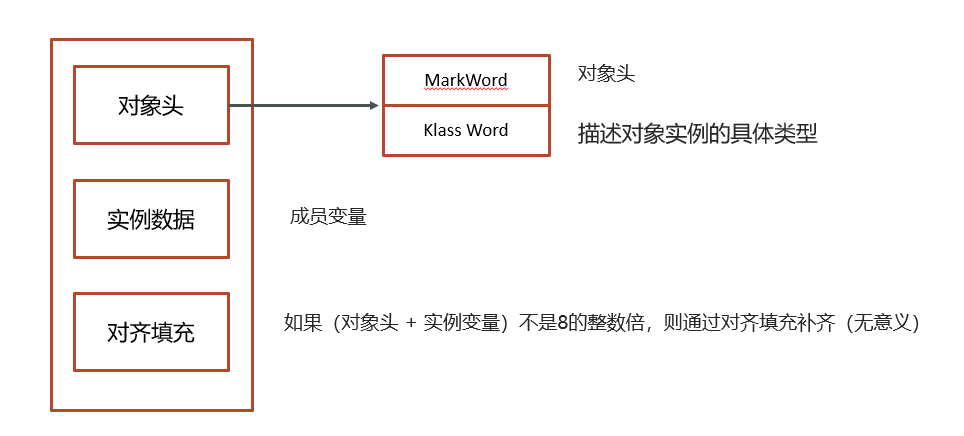 对象头
MarkWord
对象头
Klass Word
描述对象实例的具体类型
实例数据
成员变量
对齐填充
如果（对象头 + 实例变量）不是8的整数倍，则通过对齐填充补齐（无意义）